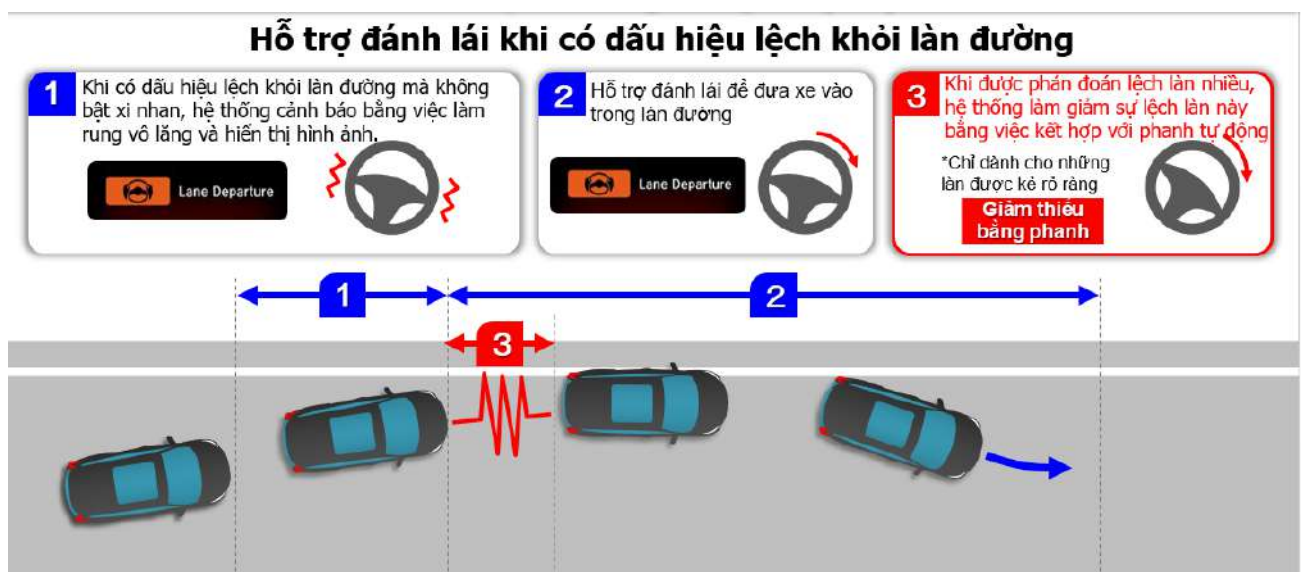 Hỗ trợ đánh lái khi có dấu hiệu lệch khỏi làn đường
1
Khi có dấu hiệu lệch khỏi làn đường mà không
bật xi nhan, hệ thống cảnh báo bằng việc làm
rung vô lăng và hiển thị hình ảnh.
Lane Departure
2
Hỗ trợ đánh lái để đưa xe vào
trong làn đường
Lane Departure
3
Khi được phán đoán lệch làn nhiều,
hệ thống làm giảm sự lệch làn này
bằng việc kết hợp với phanh tự động
*Chỉ dành cho những
làn được kẻ rõ ràng
Giảm thiểu
bằng phanh
1
2
3